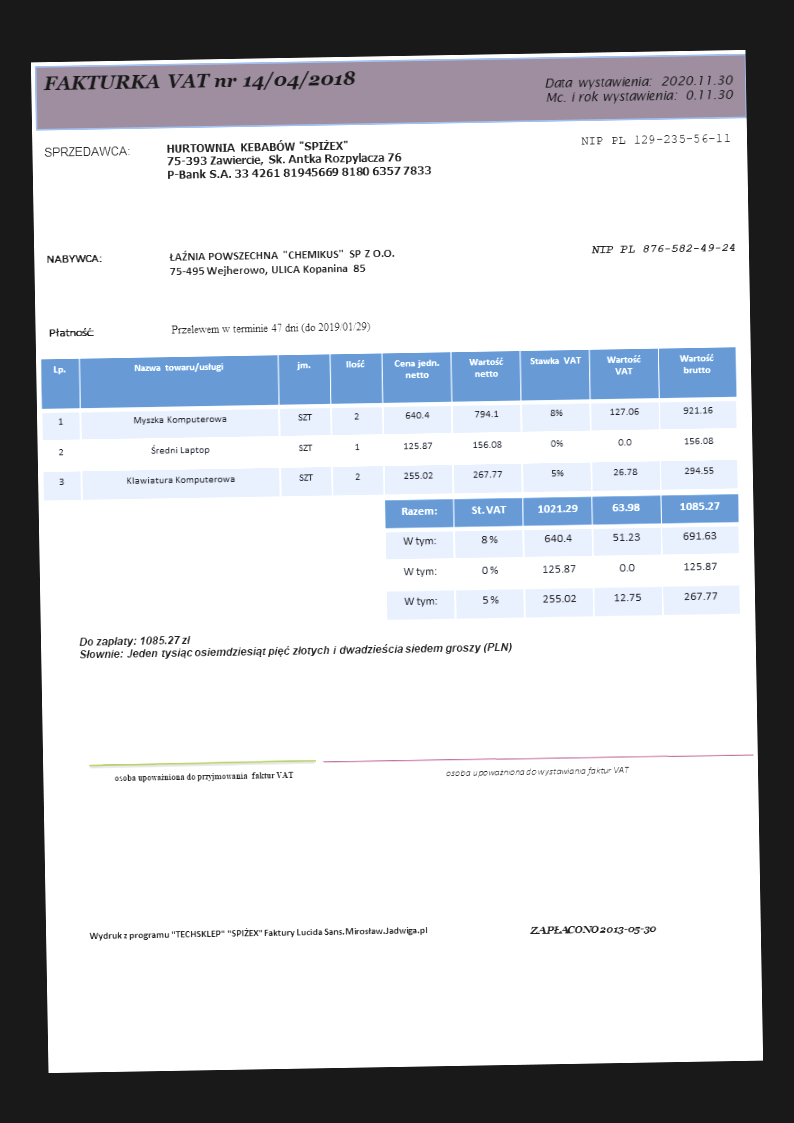 FAKTURKA VAT nr 14/04/2018
Data wystawienia: 2020.11.30
Mc. i rok wystawienia: 0.11.30
SPRZEDAWCA:
HURTOWNIA KEBABÓW "SPIŻEX"
75-393 Zawiercie, Sk. Antka Rozpylacza 76
P-Bank S.A. 33 4261 81945669 8180 6357 7833
NIP PL 129-235-56-11
NABYWCA:
ŁAŹNIA POWSZECHNA "CHEMIKUS" SP Z O.O.
75-495 Wejherowo, ULICA Kopanina 85
NIP PL 876-582-49-24
Płatność: Przelewem w terminie 47 dni (do 2019/01/29)
Lp. Nazwa towaru/usługi jm. Ilość Cena jedn. netto Wartość netto Stawka VAT Wartość VAT Wartość brutto
1 Myszka Komputerowa SZT 2 640.4 794.1 8% 127.06 921.16
2 Średni Laptop SZT 1 125.87 156.08 0% 0.0 156.08
3 Klawiatura Komputerowa SZT 2 255.02 267.77 5% 26.78 294.55
Razem: St. VAT 1021.29 63.98 1085.27
W tym: 8 % 640.4 51.23 691.63
W tym: 0 % 125.87 0.0 125.87
W tym: 5 % 255.02 12.75 267.77
Do zapłaty: 1085.27 zł
Słownie: Jeden tysiąc osiemdziesiąt pięć złotych i dwadzieścia siedem groszy (PLN)
osoba upoważniona do przyjmowania faktur VAT
osoba upoważniona do wystawiania faktur VAT
Wydruk z programu "TECHSKLEP" "SPIŻEX" Faktury Lucida Sans.Mirosław.Jadwiga.pl
ZAPŁACONO 2013-05-30